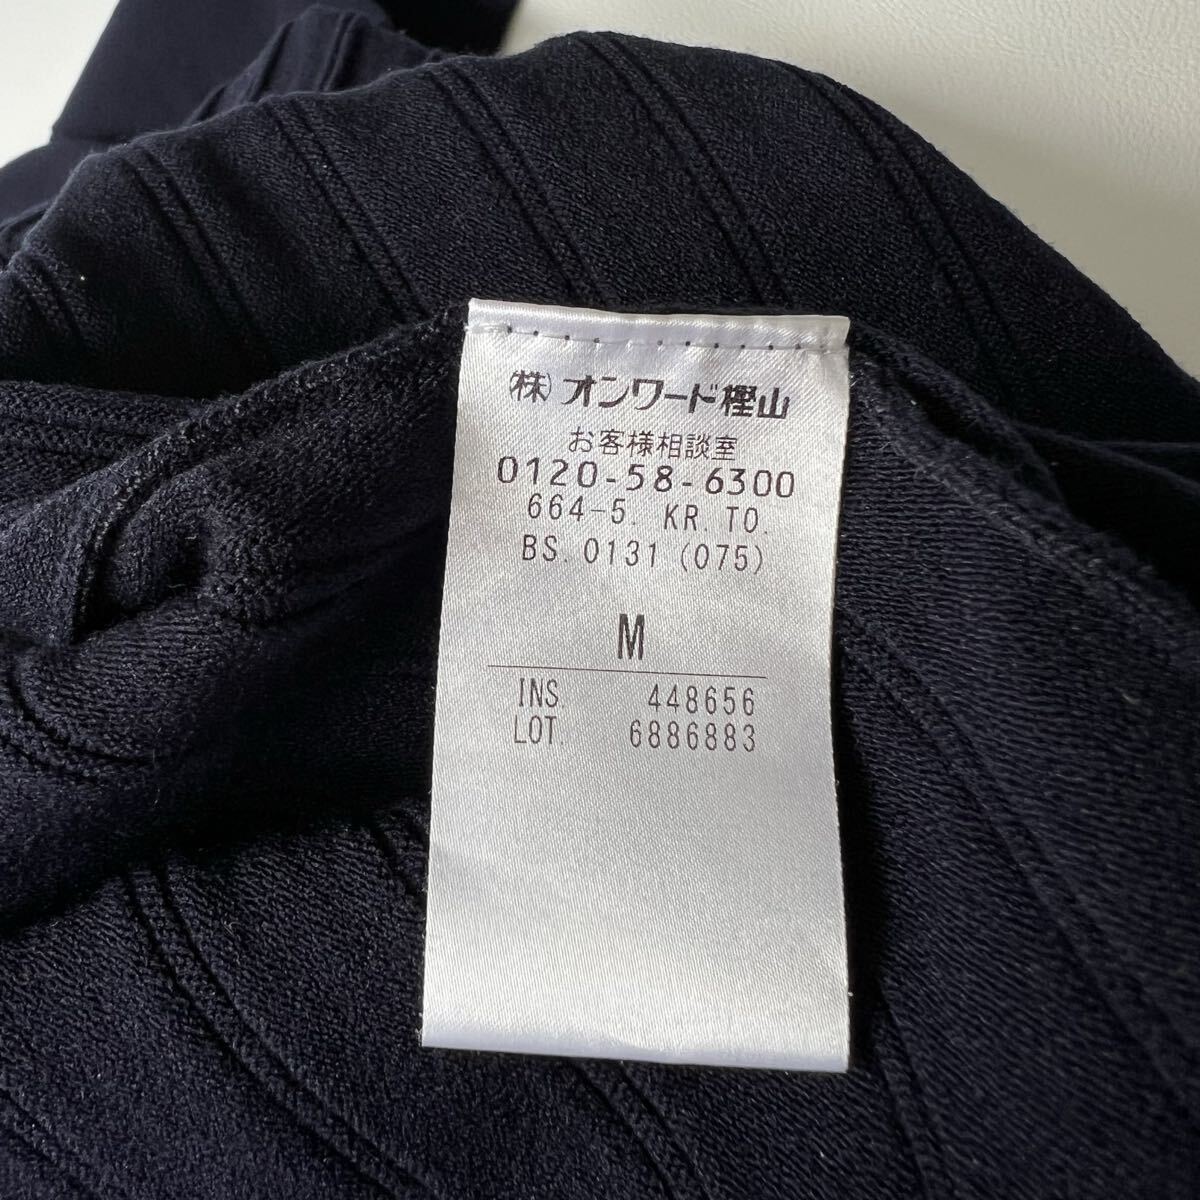 (株)オンワード樫山
お客様相談室
0120-58-6300
664-5. KR. TO.
BS. 0131 (075)
M
INS. 448656
LOT. 6886883